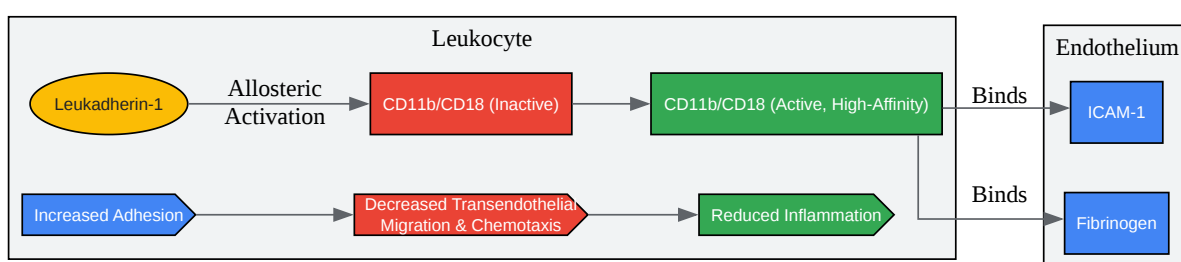 Leukocyte
Endothelium
Leukadherin-1
Allosteric
Activation
CD11b/CD18 (Inactive)
CD11b/CD18 (Active, High-Affinity)
Binds
ICAM-1
Increased Adhesion
Decreased Transendothelial
Migration & Chemotaxis
Reduced Inflammation
Binds
Fibrinogen